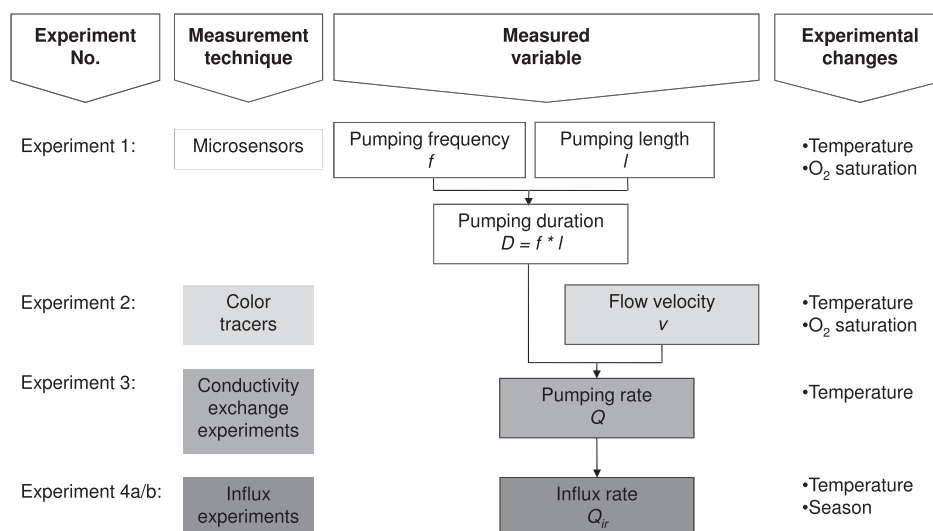 Experiment No.
Measurement technique
Measured variable
Experimental changes
Experiment 1:
Microsensors
Pumping frequency
f
Pumping length
l
•Temperature
•O2 saturation
Pumping duration
D = f * l
Experiment 2:
Color
tracers
Flow velocity
v
•Temperature
•O2 saturation
Experiment 3:
Conductivity
exchange
experiments
Pumping rate
Q
•Temperature
Experiment 4a/b:
Influx
experiments
Influx rate
Qir
•Temperature
•Season